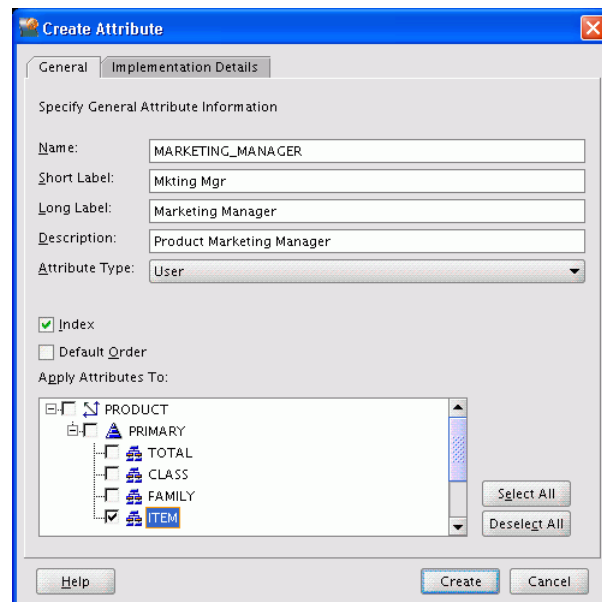 Create Attribute
General Implementation Details
Specify General Attribute Information
Name: MARKETING_MANAGER
Short Label: Mkting Mgr
Long Label: Marketing Manager
Description: Product Marketing Manager
Attribute Type: User
Index
Default Order
Apply Attributes To:
PRODUCT
PRIMARY
TOTAL
CLASS
FAMILY
ITEM
Select All
Deselect All
Help Create Cancel